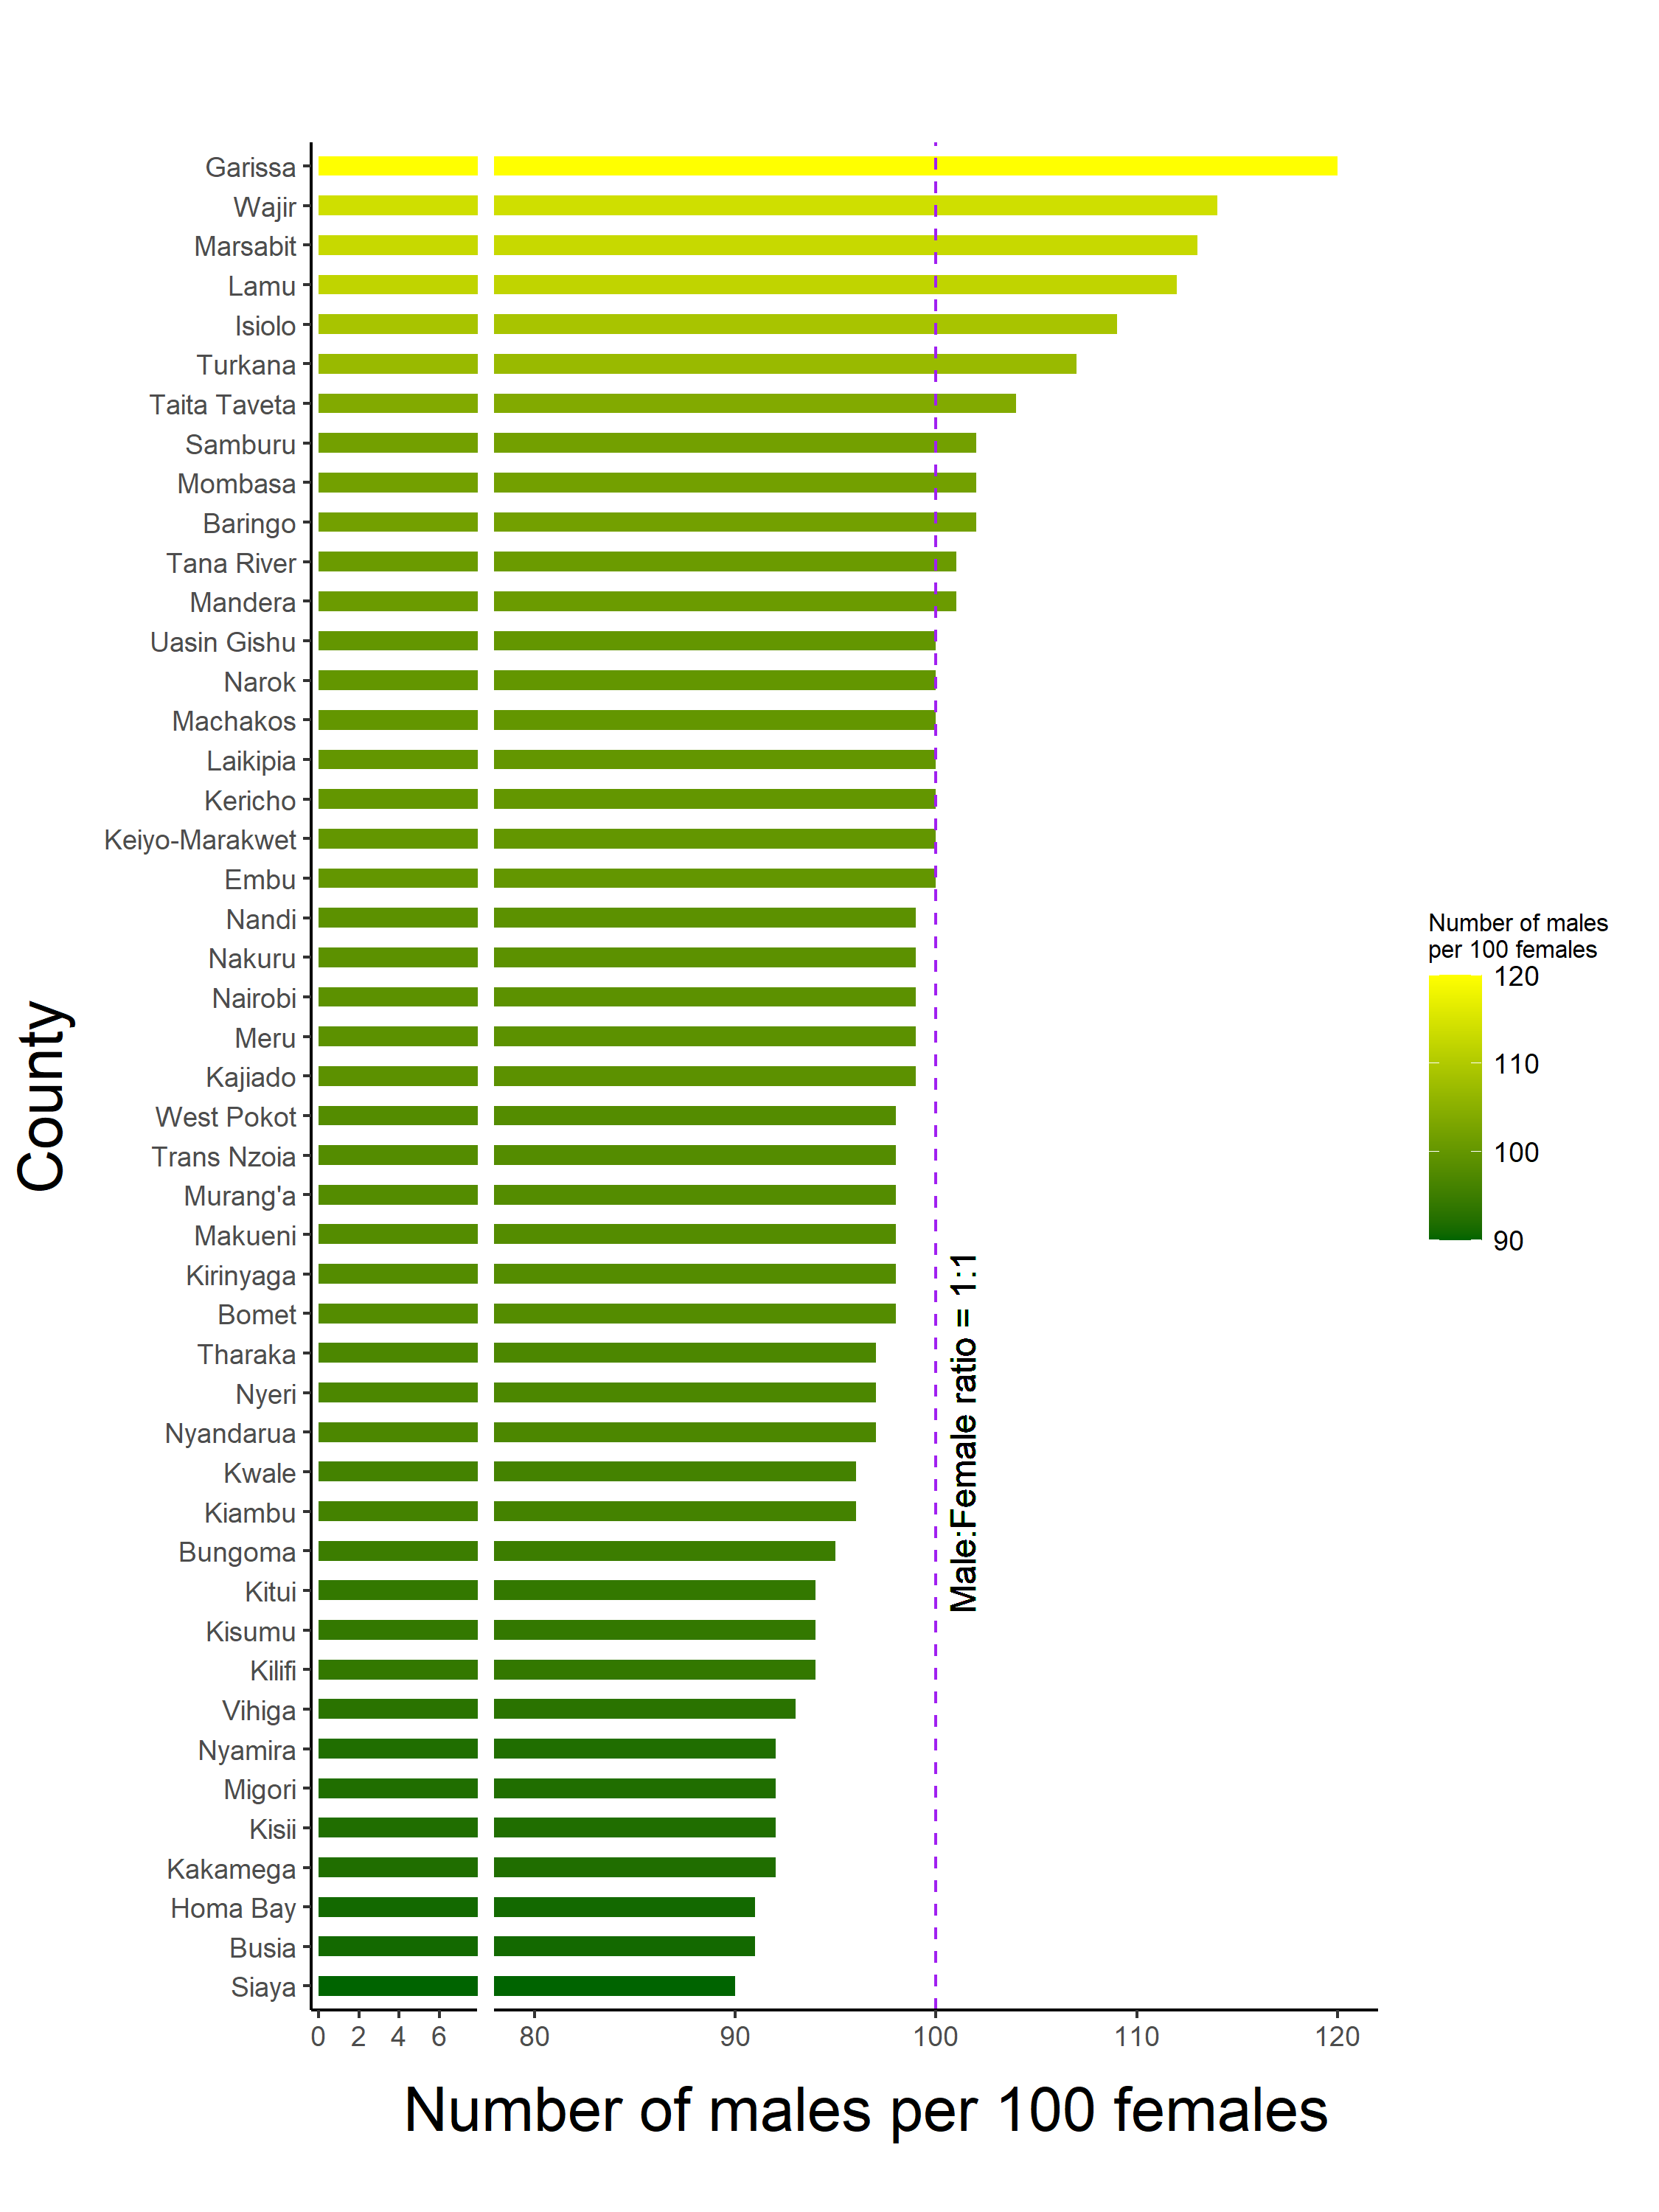 Garissa
Wajir
Marsabit
Lamu
Isiolo
Turkana
Taita Taveta
Samburu
Mombasa
Baringo
Tana River
Mandera
Uasin Gishu
Narok
Machakos
Laikipia
Kericho
Keiyo-Marakwet
Embu
Nandi
Nakuru
Nairobi
Meru
Kajiado
West Pokot
Trans Nzoia
Murang'a
Makueni
Kirinyaga
Bomet
Tharaka
Nyeri
Nyandarua
Kwale
Kiambu
Bungoma
Kitui
Kisumu
Kilifi
Vihiga
Nyamira
Migori
Kisii
Kakamega
Homa Bay
Busia
Siaya
County
Male:Female ratio = 1:1
Number of males
per 100 females
120
110
100
90
0 2 4 6 80 90 100 110 120
Number of males per 100 females